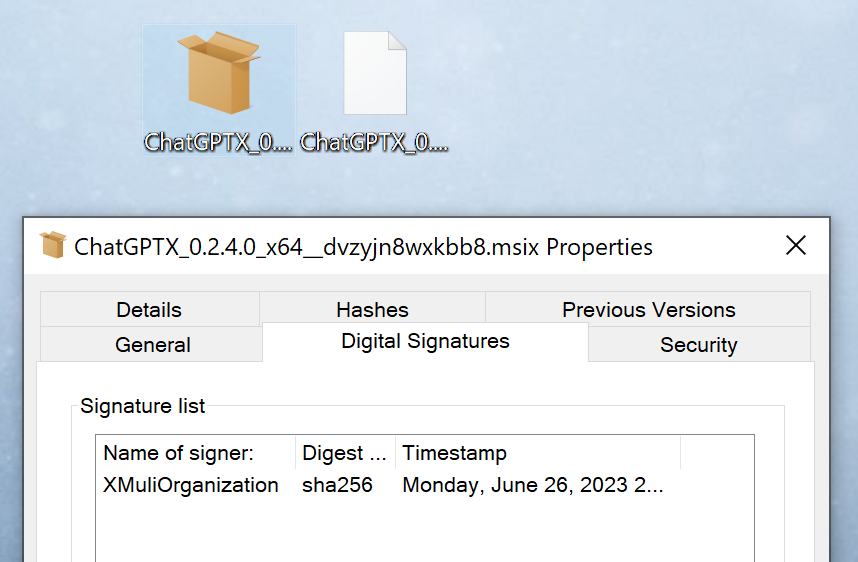 ChatGPTX_0.... ChatGPTX_0....
ChatGPTX_0.2.4.0_x64__dvzyjn8wxkbb8.msix Properties
Details Hashes Previous Versions
General Digital Signatures Security
Signature list
Name of signer: Digest ... Timestamp
XMuliOrganization sha256 Monday, June 26, 2023 2...